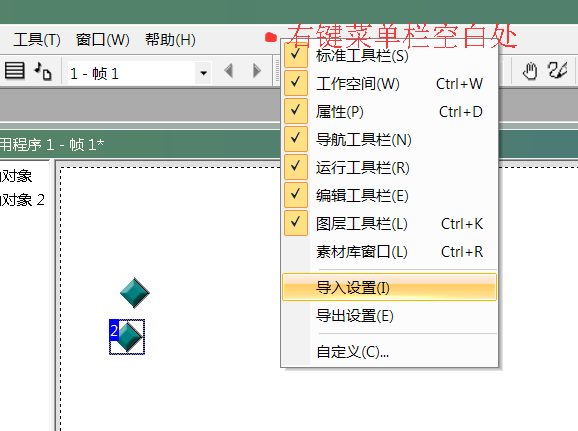 工具(T) 窗口(W) 帮助(H)
右键菜单栏空白处
1 - 帧 1
标准工具栏(S)
工作空间(W) Ctrl+W
属性(P) Ctrl+D
导航工具栏(N)
用程序 1 - 帧 1*
运行工具栏(R)
对象
对象 2
编辑工具栏(E)
图层工具栏(L) Ctrl+K
素材库窗口(L) Ctrl+R
导入设置(I)
导出设置(E)
2
自定义(C)...